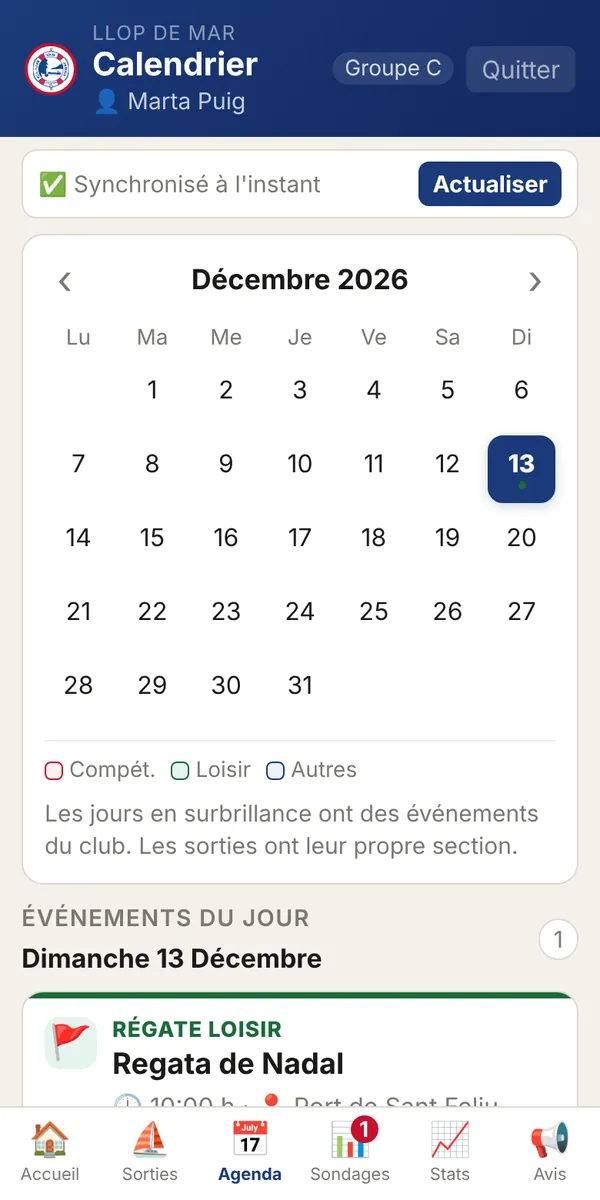 LLOP DE MAR
Calendrier
Marta Puig
Groupe C
Quitter
Synchronisé à l'instant
Actualiser
‹ Décembre 2026 ›
Lu Ma Me Je Ve Sa Di
1 2 3 4 5 6
7 8 9 10 11 12 13
14 15 16 17 18 19 20
21 22 23 24 25 26 27
28 29 30 31
Compét. Loisir Autres
Les jours en surbrillance ont des événements
du club. Les sorties ont leur propre section.
ÉVÉNEMENTS DU JOUR
1
Dimanche 13 Décembre
RÉGATE LOISIR
Regata de Nadal
10:00 h · Port de Sant Feliu
July
17
1
Accueil Sorties Agenda Sondages Stats Avis